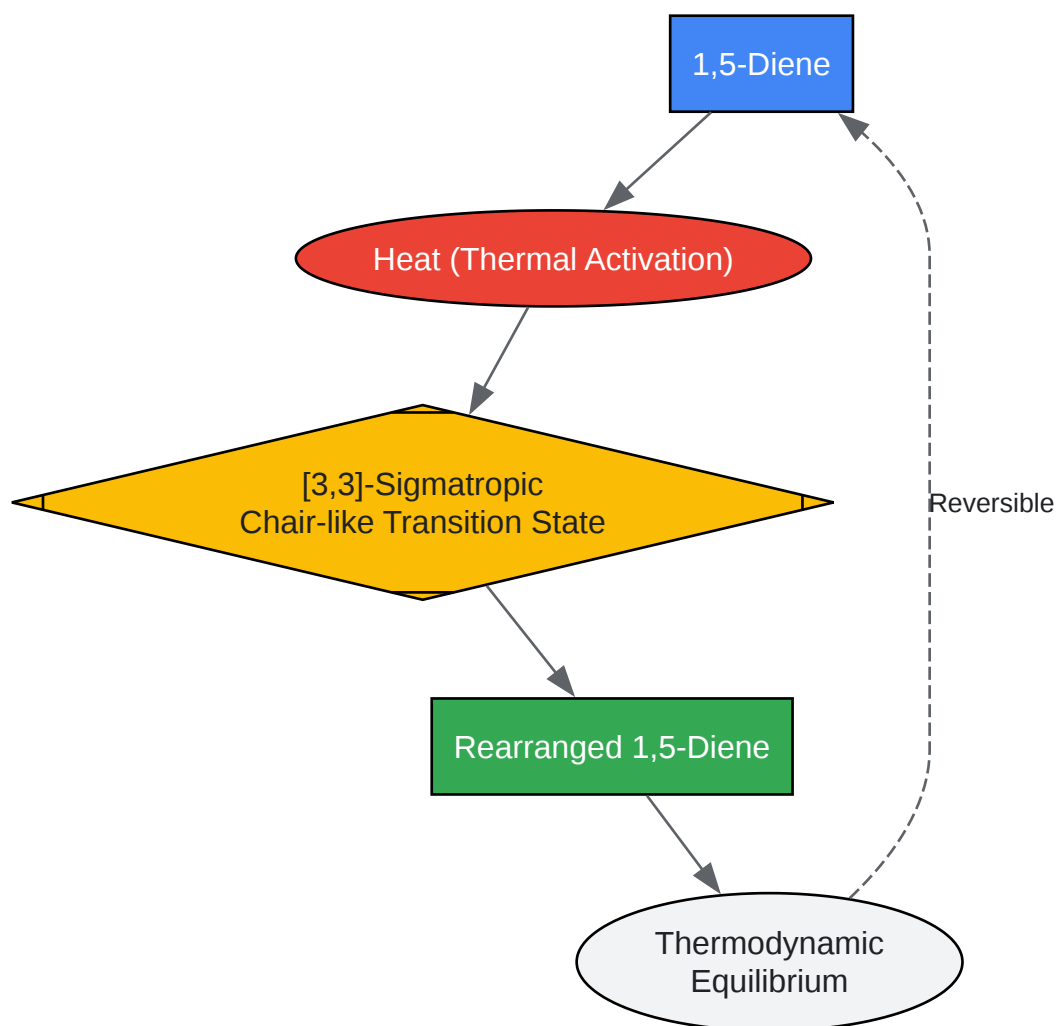 1,5-Diene
Heat (Thermal Activation)
[3,3]-Sigmatropic
Chair-like Transition State
Reversible
Rearranged 1,5-Diene
Thermodynamic
Equilibrium